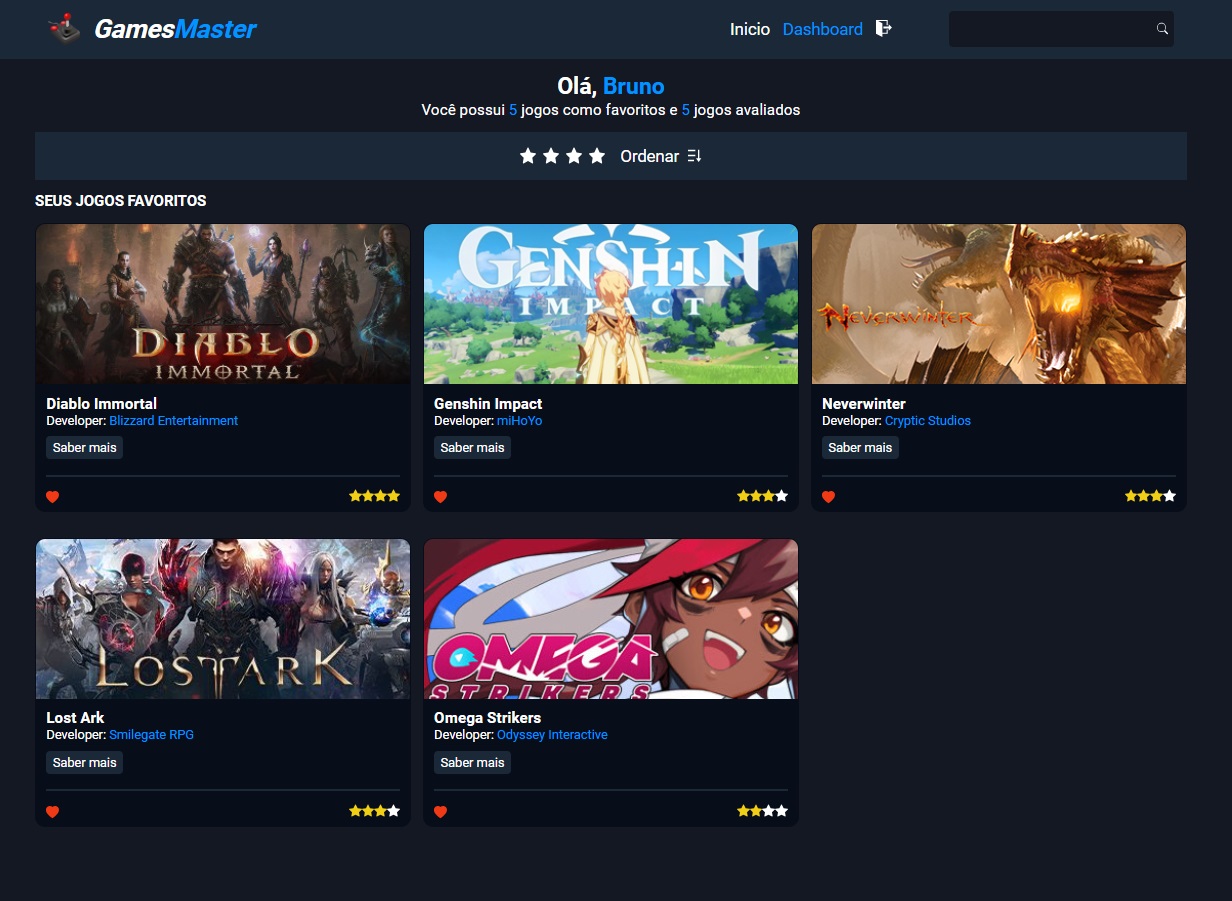 GamesMaster
Inicio Dashboard
Olá, Bruno
Você possui 5 jogos como favoritos e 5 jogos avaliados
Ordenar
SEUS JOGOS FAVORITOS
DIABLO
IMMORTAL
Diablo Immortal
Developer: Blizzard Entertainment
Saber mais
GENSHIN
IMPACT
Genshin Impact
Developer: miHoYo
Saber mais
NEVERWINTER
Neverwinter
Developer: Cryptic Studios
Saber mais
LOST ARK
Lost Ark
Developer: Smilegate RPG
Saber mais
OMEGA
STRIKERS
Omega Strikers
Developer: Odyssey Interactive
Saber mais